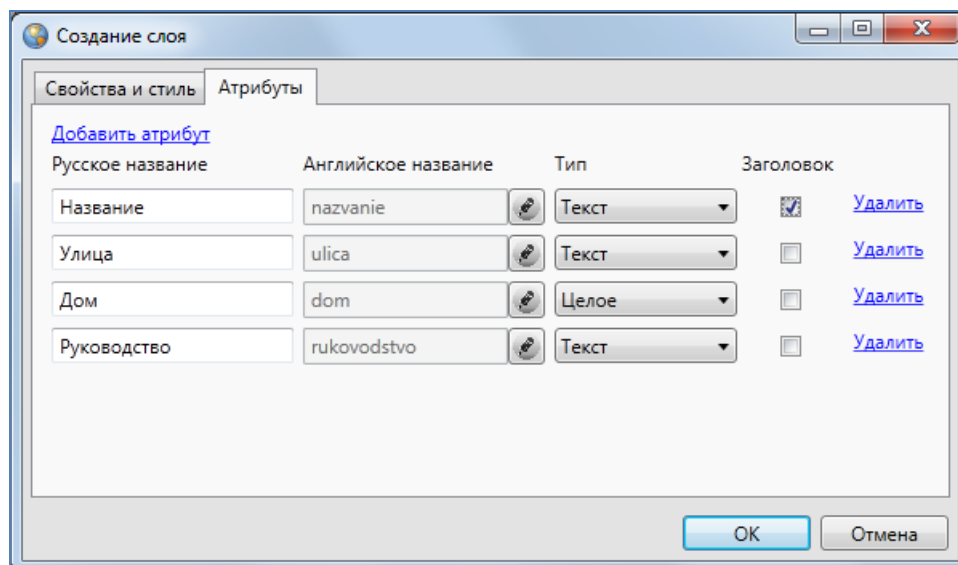 Создание слоя
Свойства и стиль Атрибуты
Добавить атрибут
Русское название Английское название Тип Заголовок
Название nazvanie Текст Удалить
Улица ulica Текст Удалить
Дом dom Целое Удалить
Руководство rukovodstvo Текст Удалить
OK Отмена